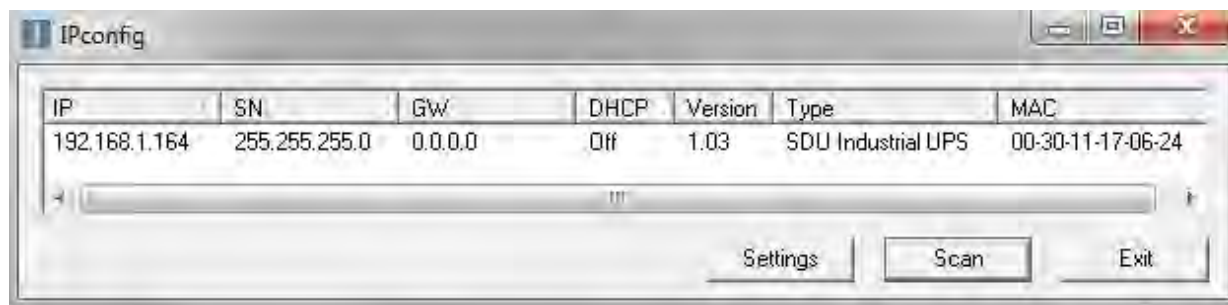 IPconfig
IP SN GW DHCP Version Type MAC
192.168.1.164 255.255.255.0 0.0.0.0 Off 1.03 SDU Industrial UPS 00-30-11-17-06-24
Settings Scan Exit